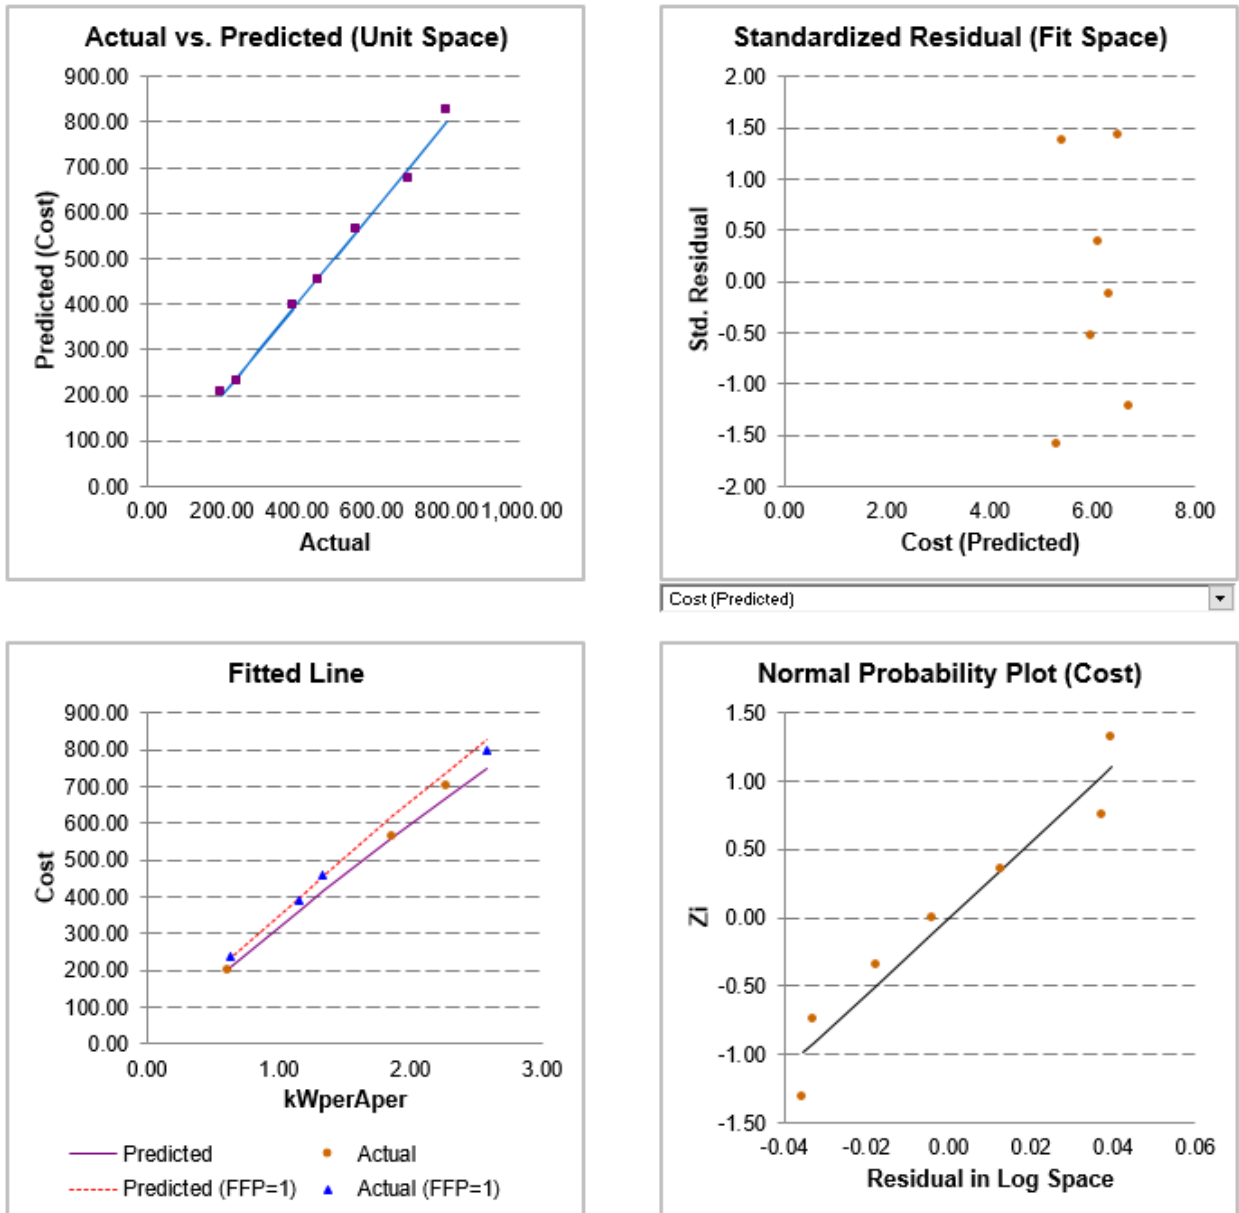 Actual vs. Predicted (Unit Space)
900.00
800.00
700.00
600.00
500.00
400.00
300.00
200.00
100.00
0.00
Predicted (Cost)
0.00 200.00 400.00 600.00 800.00 1,000.00
Actual
Standardized Residual (Fit Space)
2.00
1.50
1.00
0.50
0.00
-0.50
-1.00
-1.50
-2.00
Std. Residual
0.00 2.00 4.00 6.00 8.00
Cost (Predicted)
Cost (Predicted)
Fitted Line
900.00
800.00
700.00
600.00
500.00
400.00
300.00
200.00
100.00
0.00
Cost
0.00 1.00 2.00 3.00
kWperAper
Predicted Actual
Predicted (FFP=1) Actual (FFP=1)
Normal Probability Plot (Cost)
1.50
1.00
0.50
0.00
-0.50
-1.00
-1.50
Zi
-0.04 -0.02 0.00 0.02 0.04 0.06
Residual in Log Space